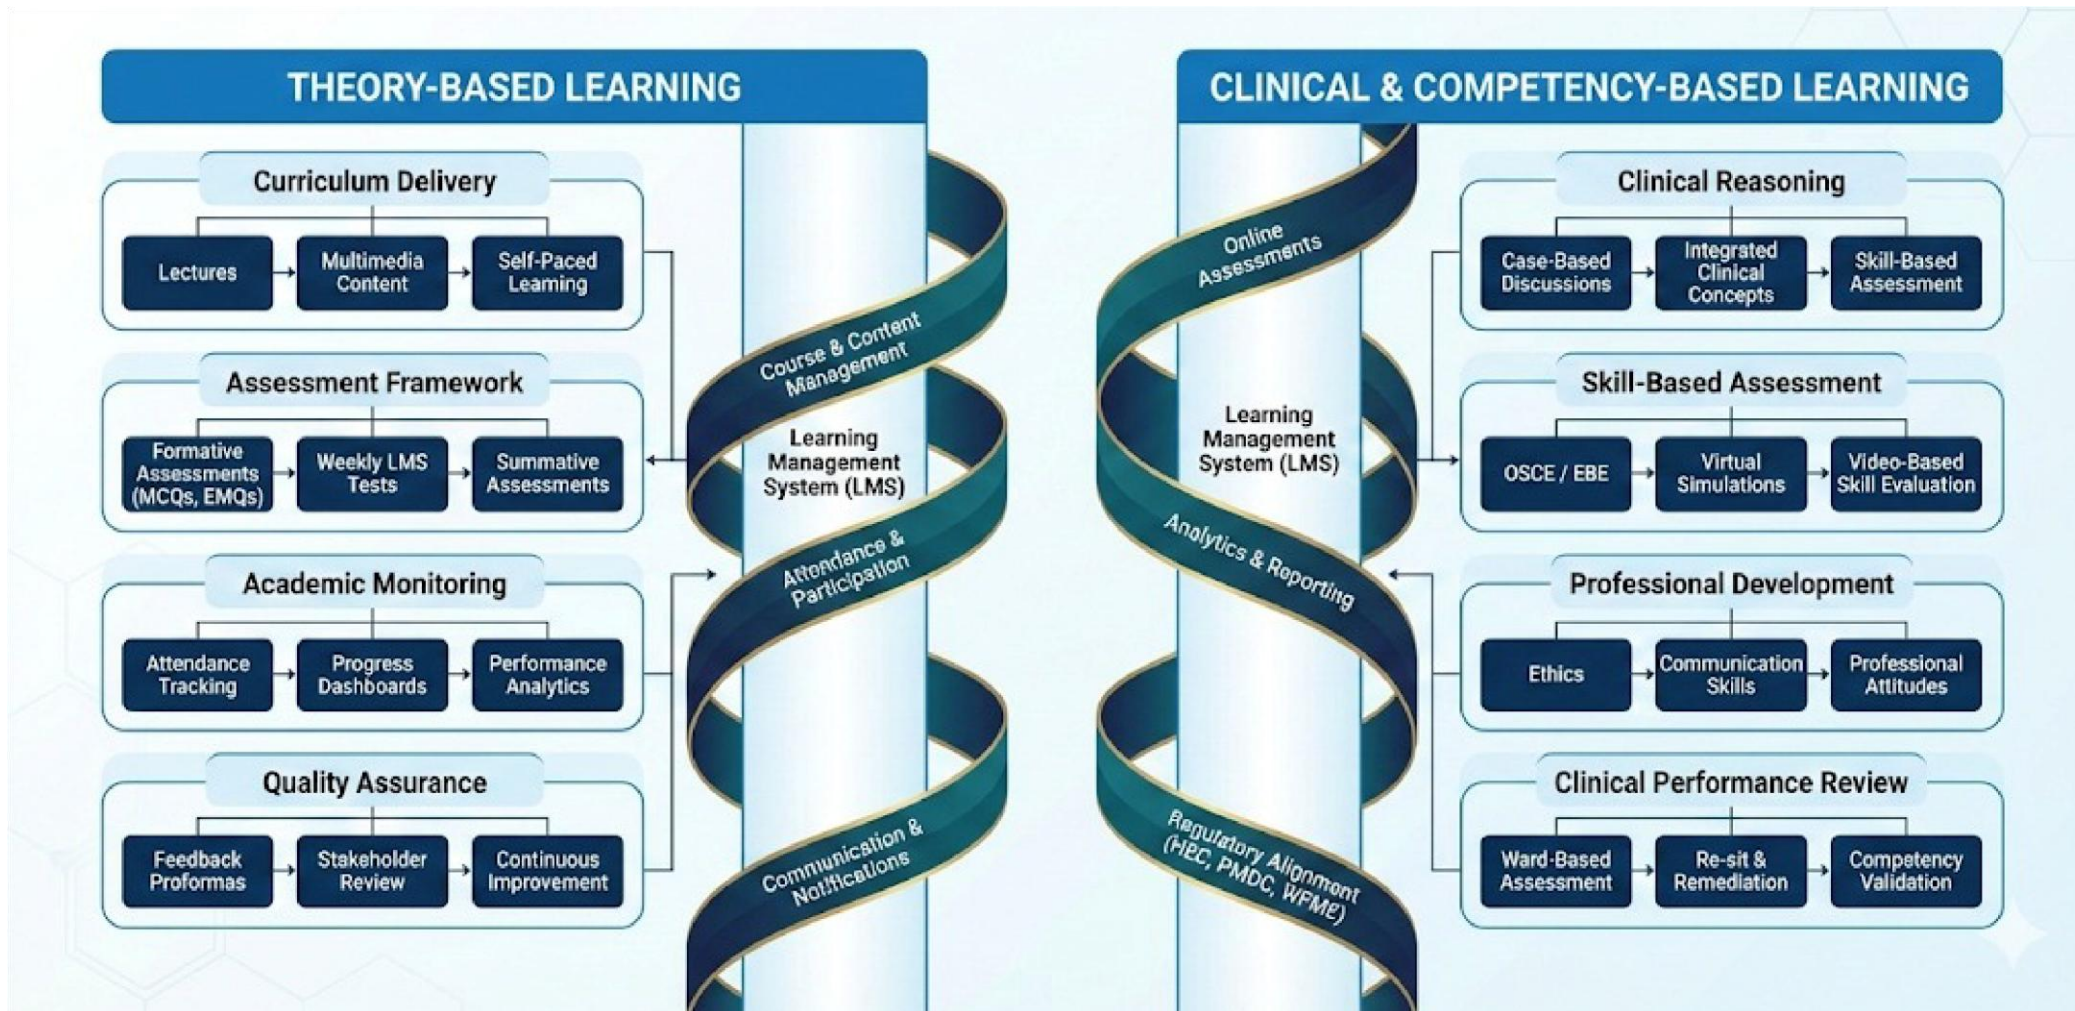 THEORY-BASED LEARNING
Curriculum Delivery
Lectures
Multimedia
Content
Self-Paced
Learning
Assessment Framework
Formative
Assessments
(MCQs, EMQs)
Weekly LMS
Tests
Summative
Assessments
Academic Monitoring
Attendance
Tracking
Progress
Dashboards
Performance
Analytics
Quality Assurance
Feedback
Proformas
Stakeholder
Review
Continuous
Improvement
Course & Content
Management
Learning
Management
System (LMS)
Attendance &
Participation
Communication &
Notifications
CLINICAL & COMPETENCY-BASED LEARNING
Online
Assessments
Learning
Management
System (LMS)
Analytics & Reporting
Regulatory Alignment
(HEC, PMDC, WFME)
Clinical Reasoning
Case-Based
Discussions
Integrated
Clinical
Concepts
Skill-Based
Assessment
Skill-Based Assessment
OSCE / EBE
Virtual
Simulations
Video-Based
Skill Evaluation
Professional Development
Ethics
Communication
Skills
Professional
Attitudes
Clinical Performance Review
Ward-Based
Assessment
Re-sit &
Remediation
Competency
Validation